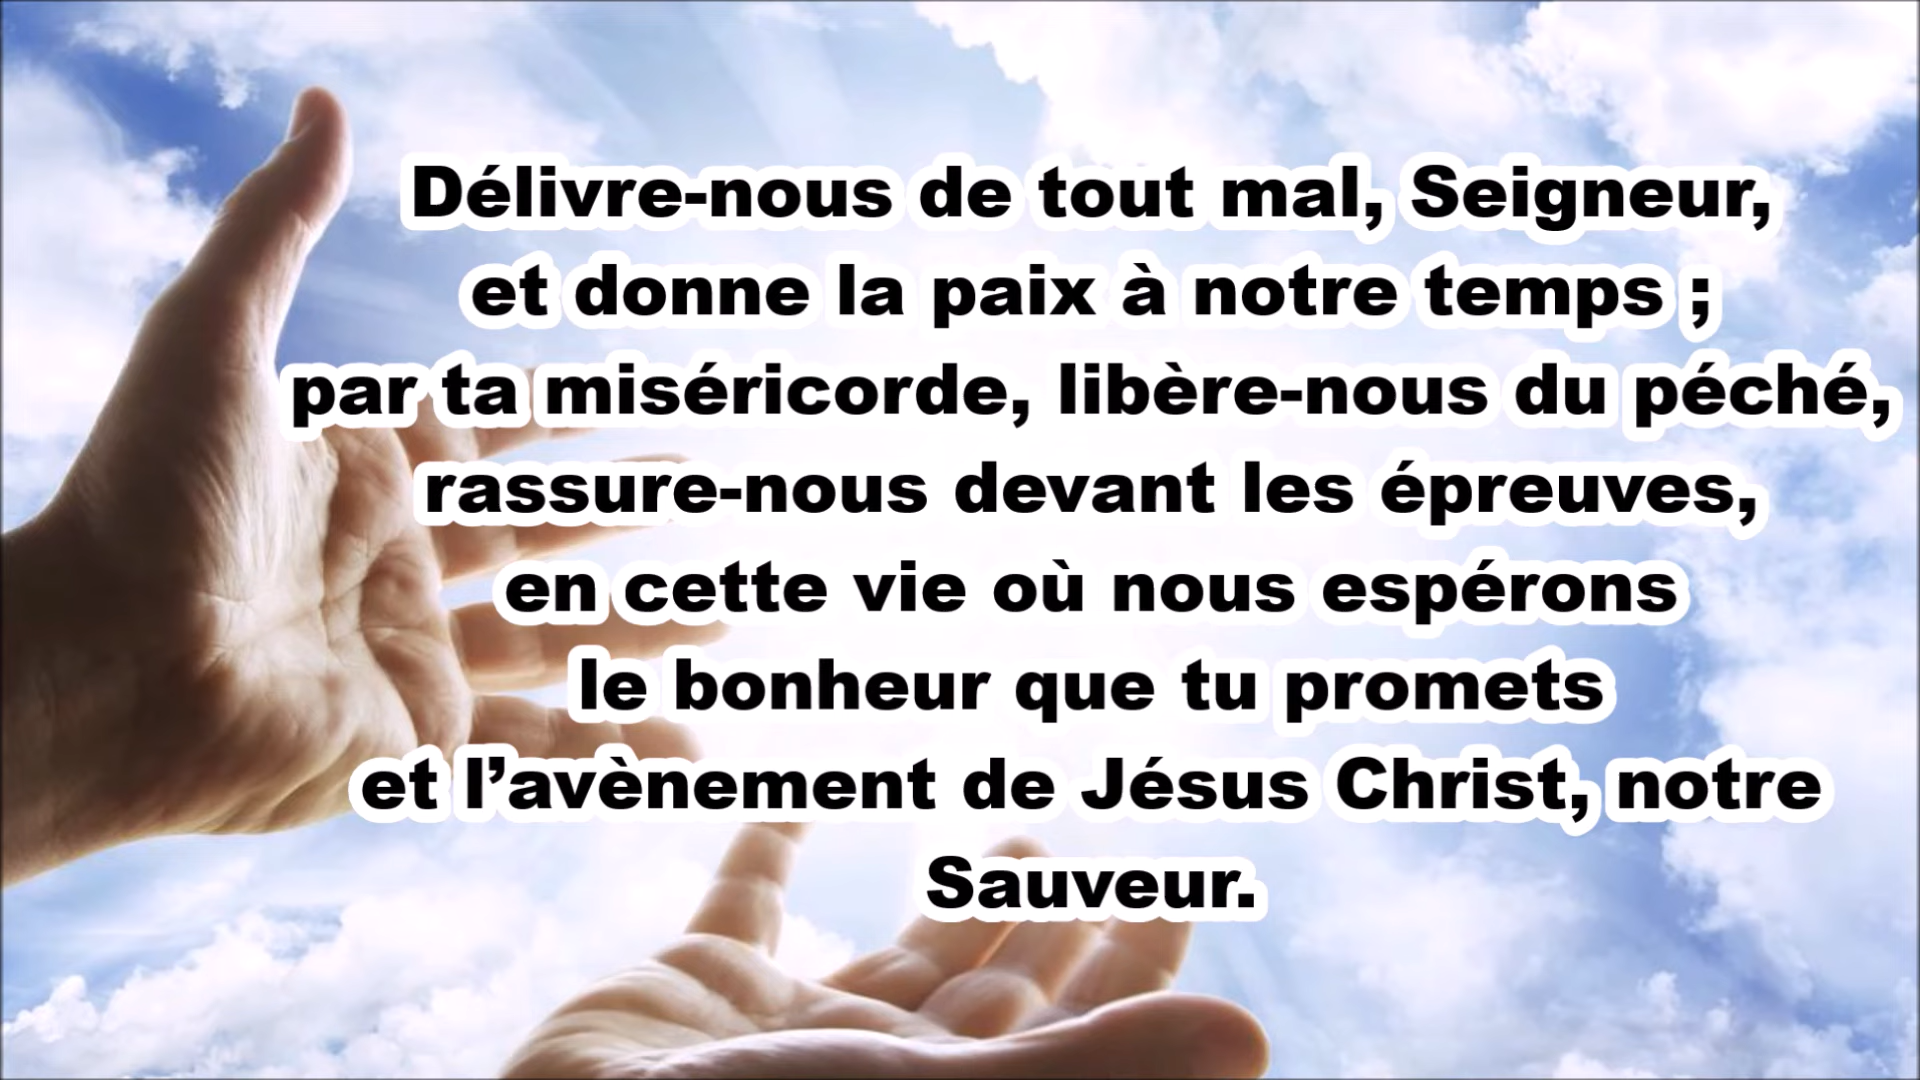 Délivre-nous de tout mal, Seigneur,
et donne la paix à notre temps ;
par ta miséricorde, libère-nous du péché,
rassure-nous devant les épreuves,
en cette vie où nous espérons
le bonheur que tu promets
et l’avènement de Jésus Christ, notre
Sauveur.